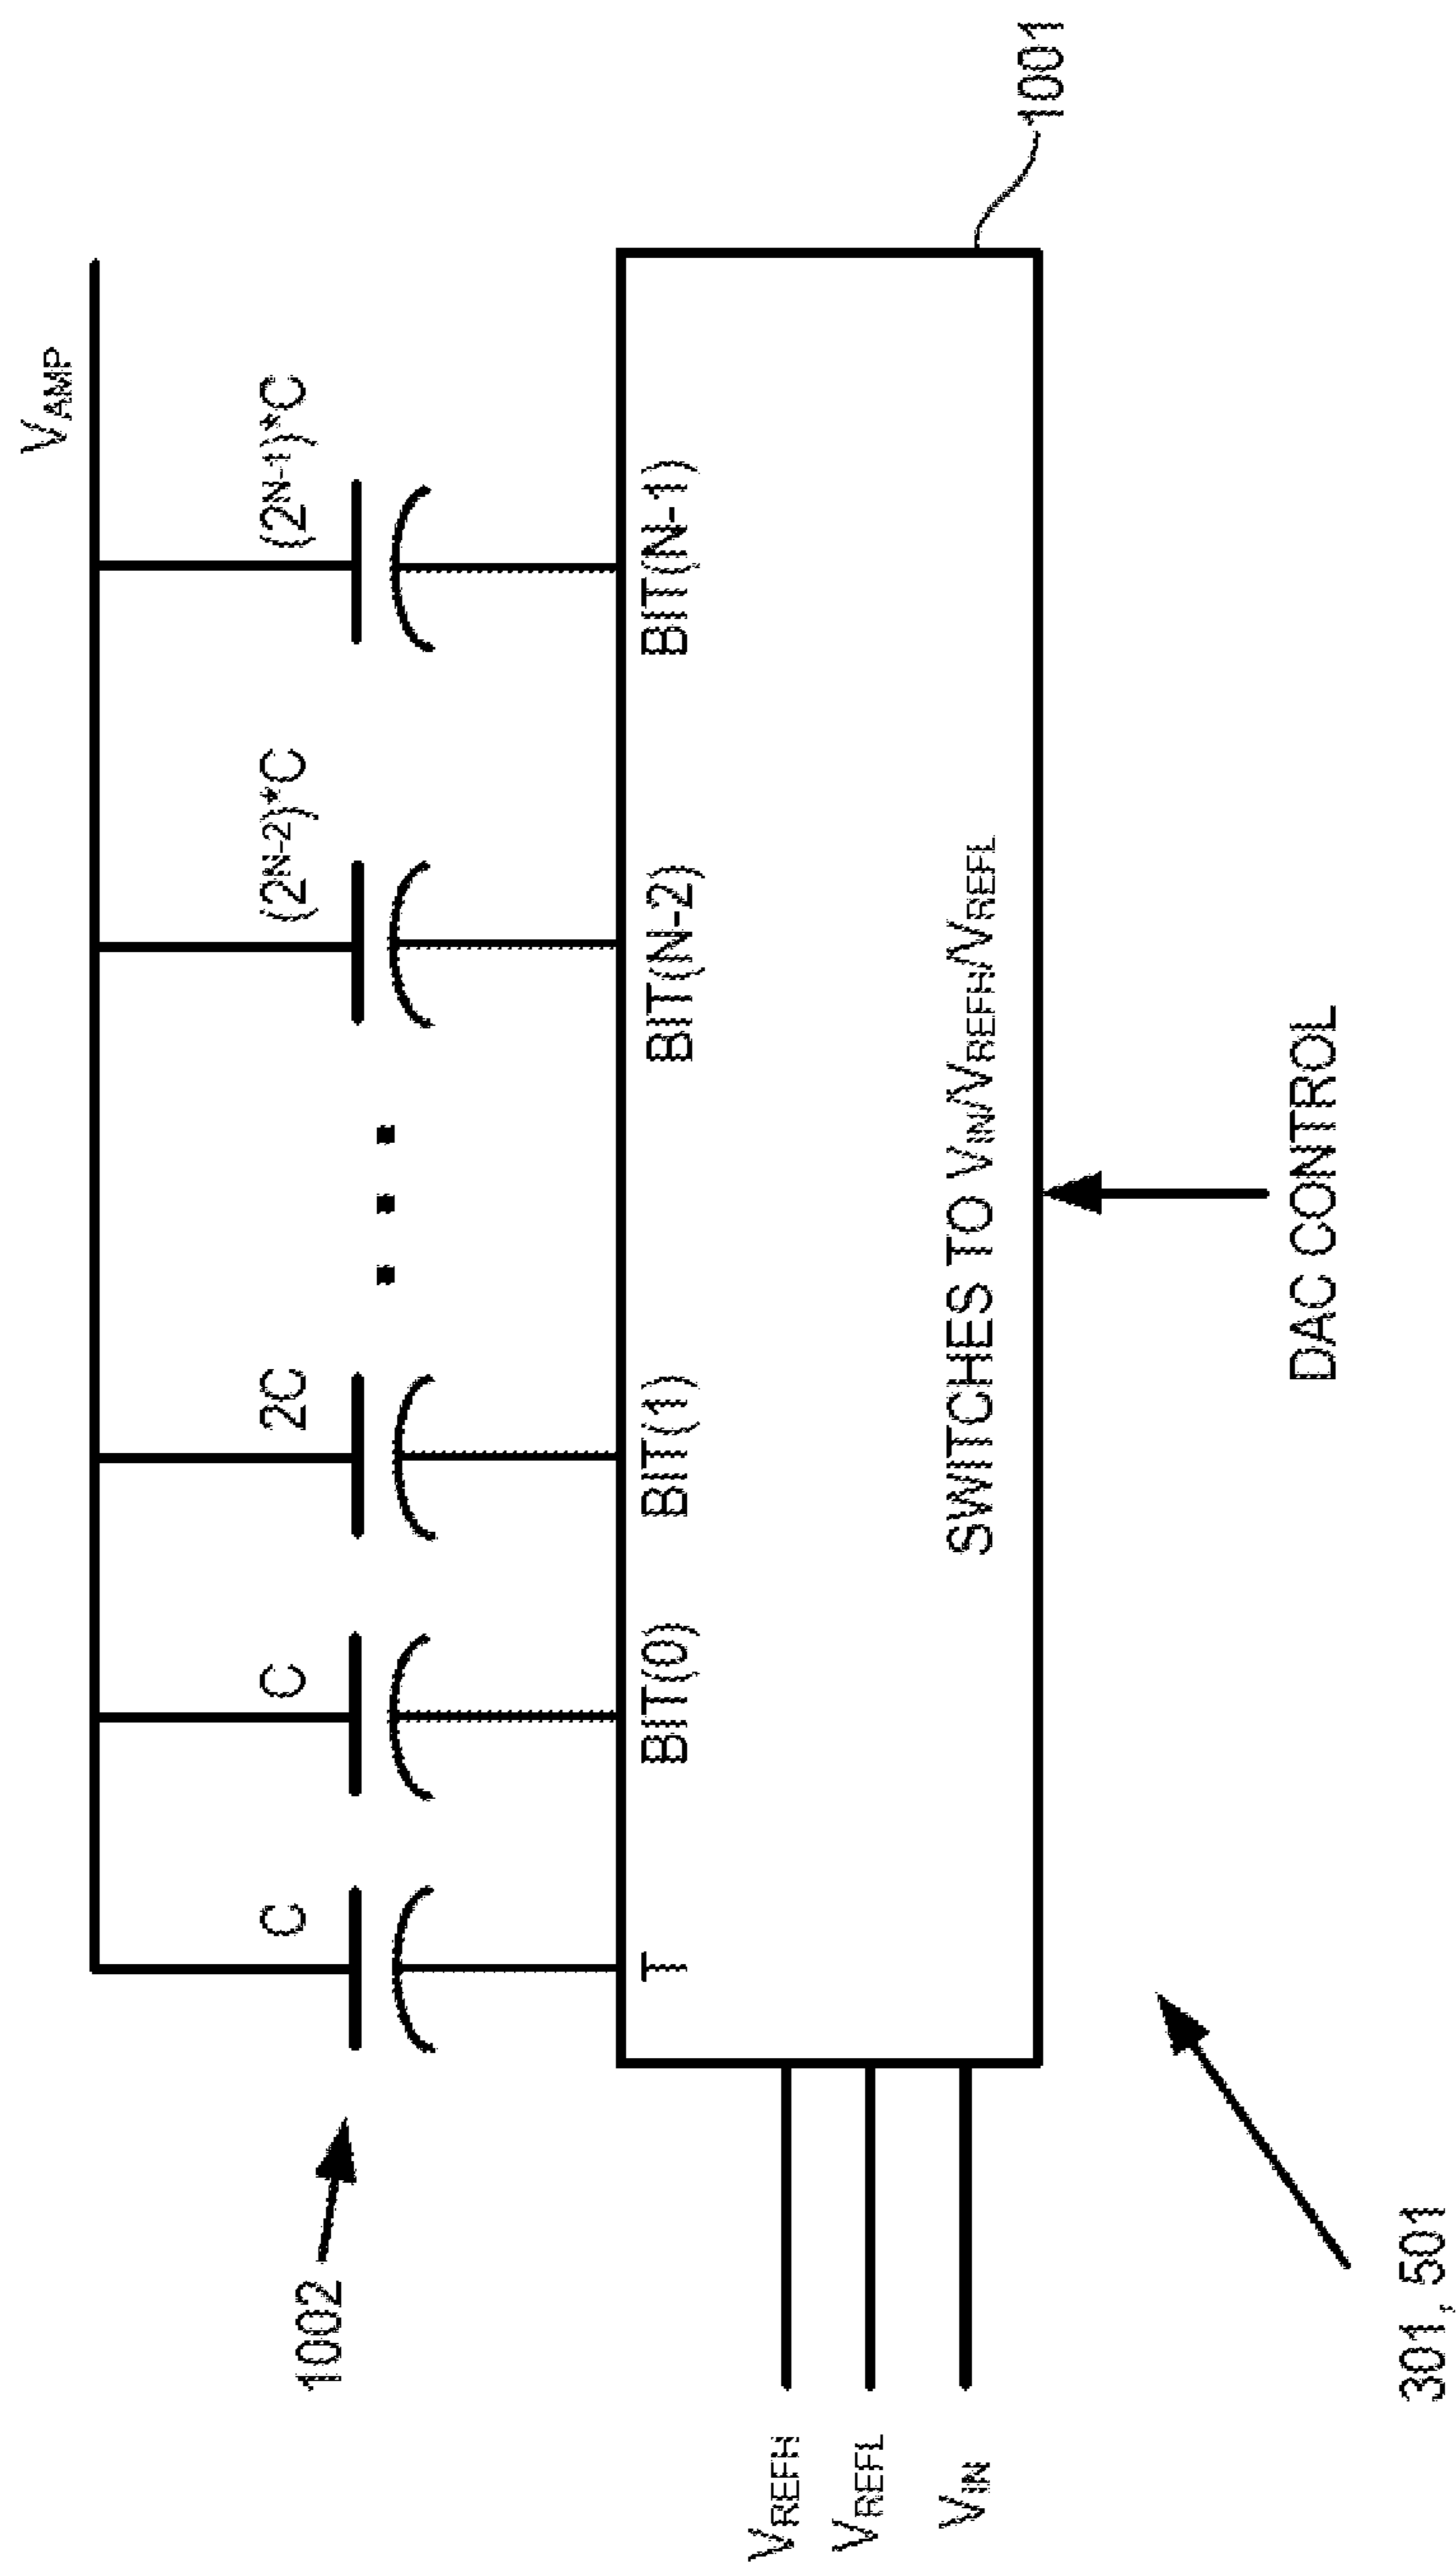 V_AMP
C
C
2C
(2^N-2)*C
(2^N-1)*C
1002
T
BIT(0)
BIT(1)
BIT(N-2)
BIT(N-1)
V_REFH
V_REFL
V_IN
SWITCHES TO V_IN/V_REFH/V_REFL
1001
DAC CONTROL
301, 501